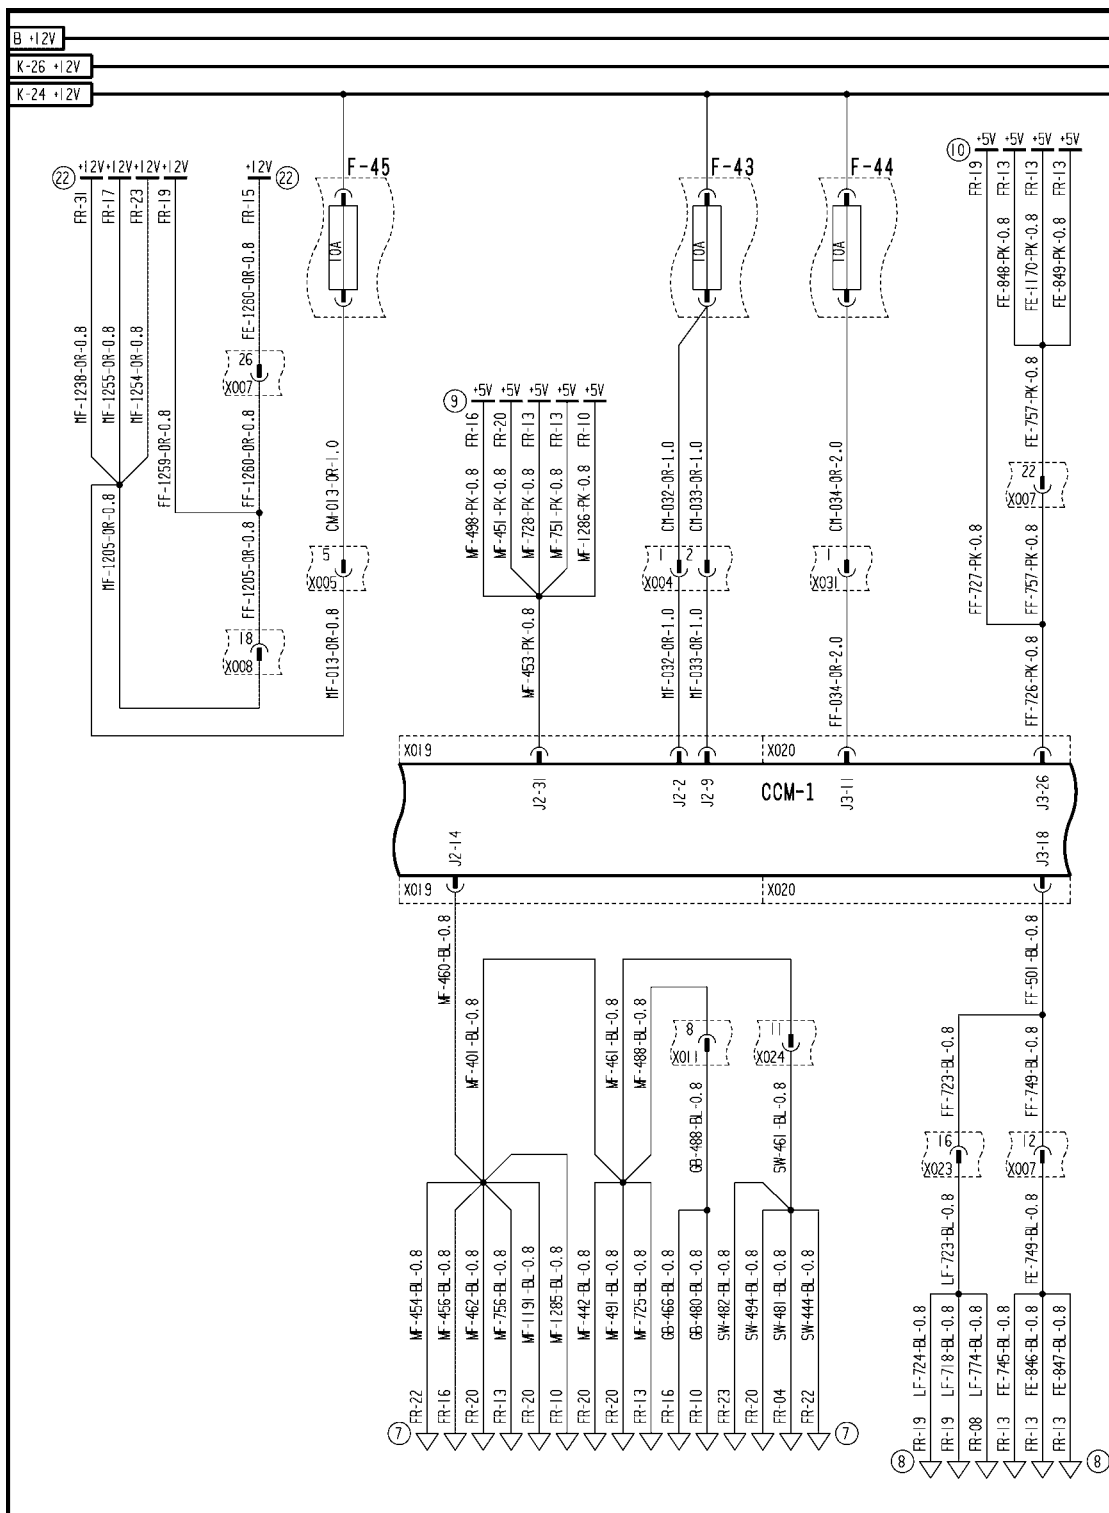 B +12V
K-26 +12V
K-24 +12V
22
+12V +12V +12V +12V
FR-31
FR-17
FR-23
FR-19
+12V
22
FR-15
F-45
10A
F-43
10A
F-44
10A
10
+5V +5V +5V +5V
FR-19
FR-13
FR-13
FR-13
FE-848-PK-0.8
FE-1170-PK-0.8
FE-849-PK-0.8
MF-1238-OR-0.8
MF-1255-OR-0.8
MF-1254-OR-0.8
FF-1259-OR-0.8
FE-1260-OR-0.8
26
X007
FF-1260-OR-0.8
MF-1205-OR-0.8
FF-1205-OR-0.8
18
X008
CM-013-OR-1.0
5
X005
MF-013-OR-0.8
9
+5V +5V +5V +5V +5V
FR-16
FR-20
FR-13
FR-13
FR-10
MF-498-PK-0.8
MF-451-PK-0.8
MF-728-PK-0.8
MF-751-PK-0.8
MF-1286-PK-0.8
MF-453-PK-0.8
CM-032-OR-1.0
CM-033-OR-1.0
1 2
X004
MF-032-OR-1.0
MF-033-OR-1.0
CM-034-OR-2.0
1
X031
FF-034-OR-2.0
FE-757-PK-0.8
22
X007
FF-727-PK-0.8
FF-757-PK-0.8
FF-726-PK-0.8
X019
X020
J2-31
J2-2
J2-9
CCM-1
J3-11
J3-26
J2-14
J3-18
X019
X020
MF-460-BL-0.8
MF-401-BL-0.8
MF-461-BL-0.8
MF-488-BL-0.8
8
X011
11
X024
GB-488-BL-0.8
SW-461-BL-0.8
FF-501-BL-0.8
FF-723-BL-0.8
FF-749-BL-0.8
16
X023
12
X007
LF-723-BL-0.8
FE-749-BL-0.8
MF-454-BL-0.8
MF-456-BL-0.8
MF-462-BL-0.8
MF-756-BL-0.8
MF-1191-BL-0.8
MF-1285-BL-0.8
MF-442-BL-0.8
MF-491-BL-0.8
MF-725-BL-0.8
GB-466-BL-0.8
GB-480-BL-0.8
SW-482-BL-0.8
SW-494-BL-0.8
SW-481-BL-0.8
SW-444-BL-0.8
LF-724-BL-0.8
LF-718-BL-0.8
LF-774-BL-0.8
FE-745-BL-0.8
FE-846-BL-0.8
FE-847-BL-0.8
7
FR-22
FR-16
FR-20
FR-13
FR-20
FR-10
FR-20
FR-20
FR-13
FR-16
FR-10
FR-23
FR-20
FR-04
FR-22
7
8
FR-19
FR-19
FR-08
FR-13
FR-13
FR-13
8